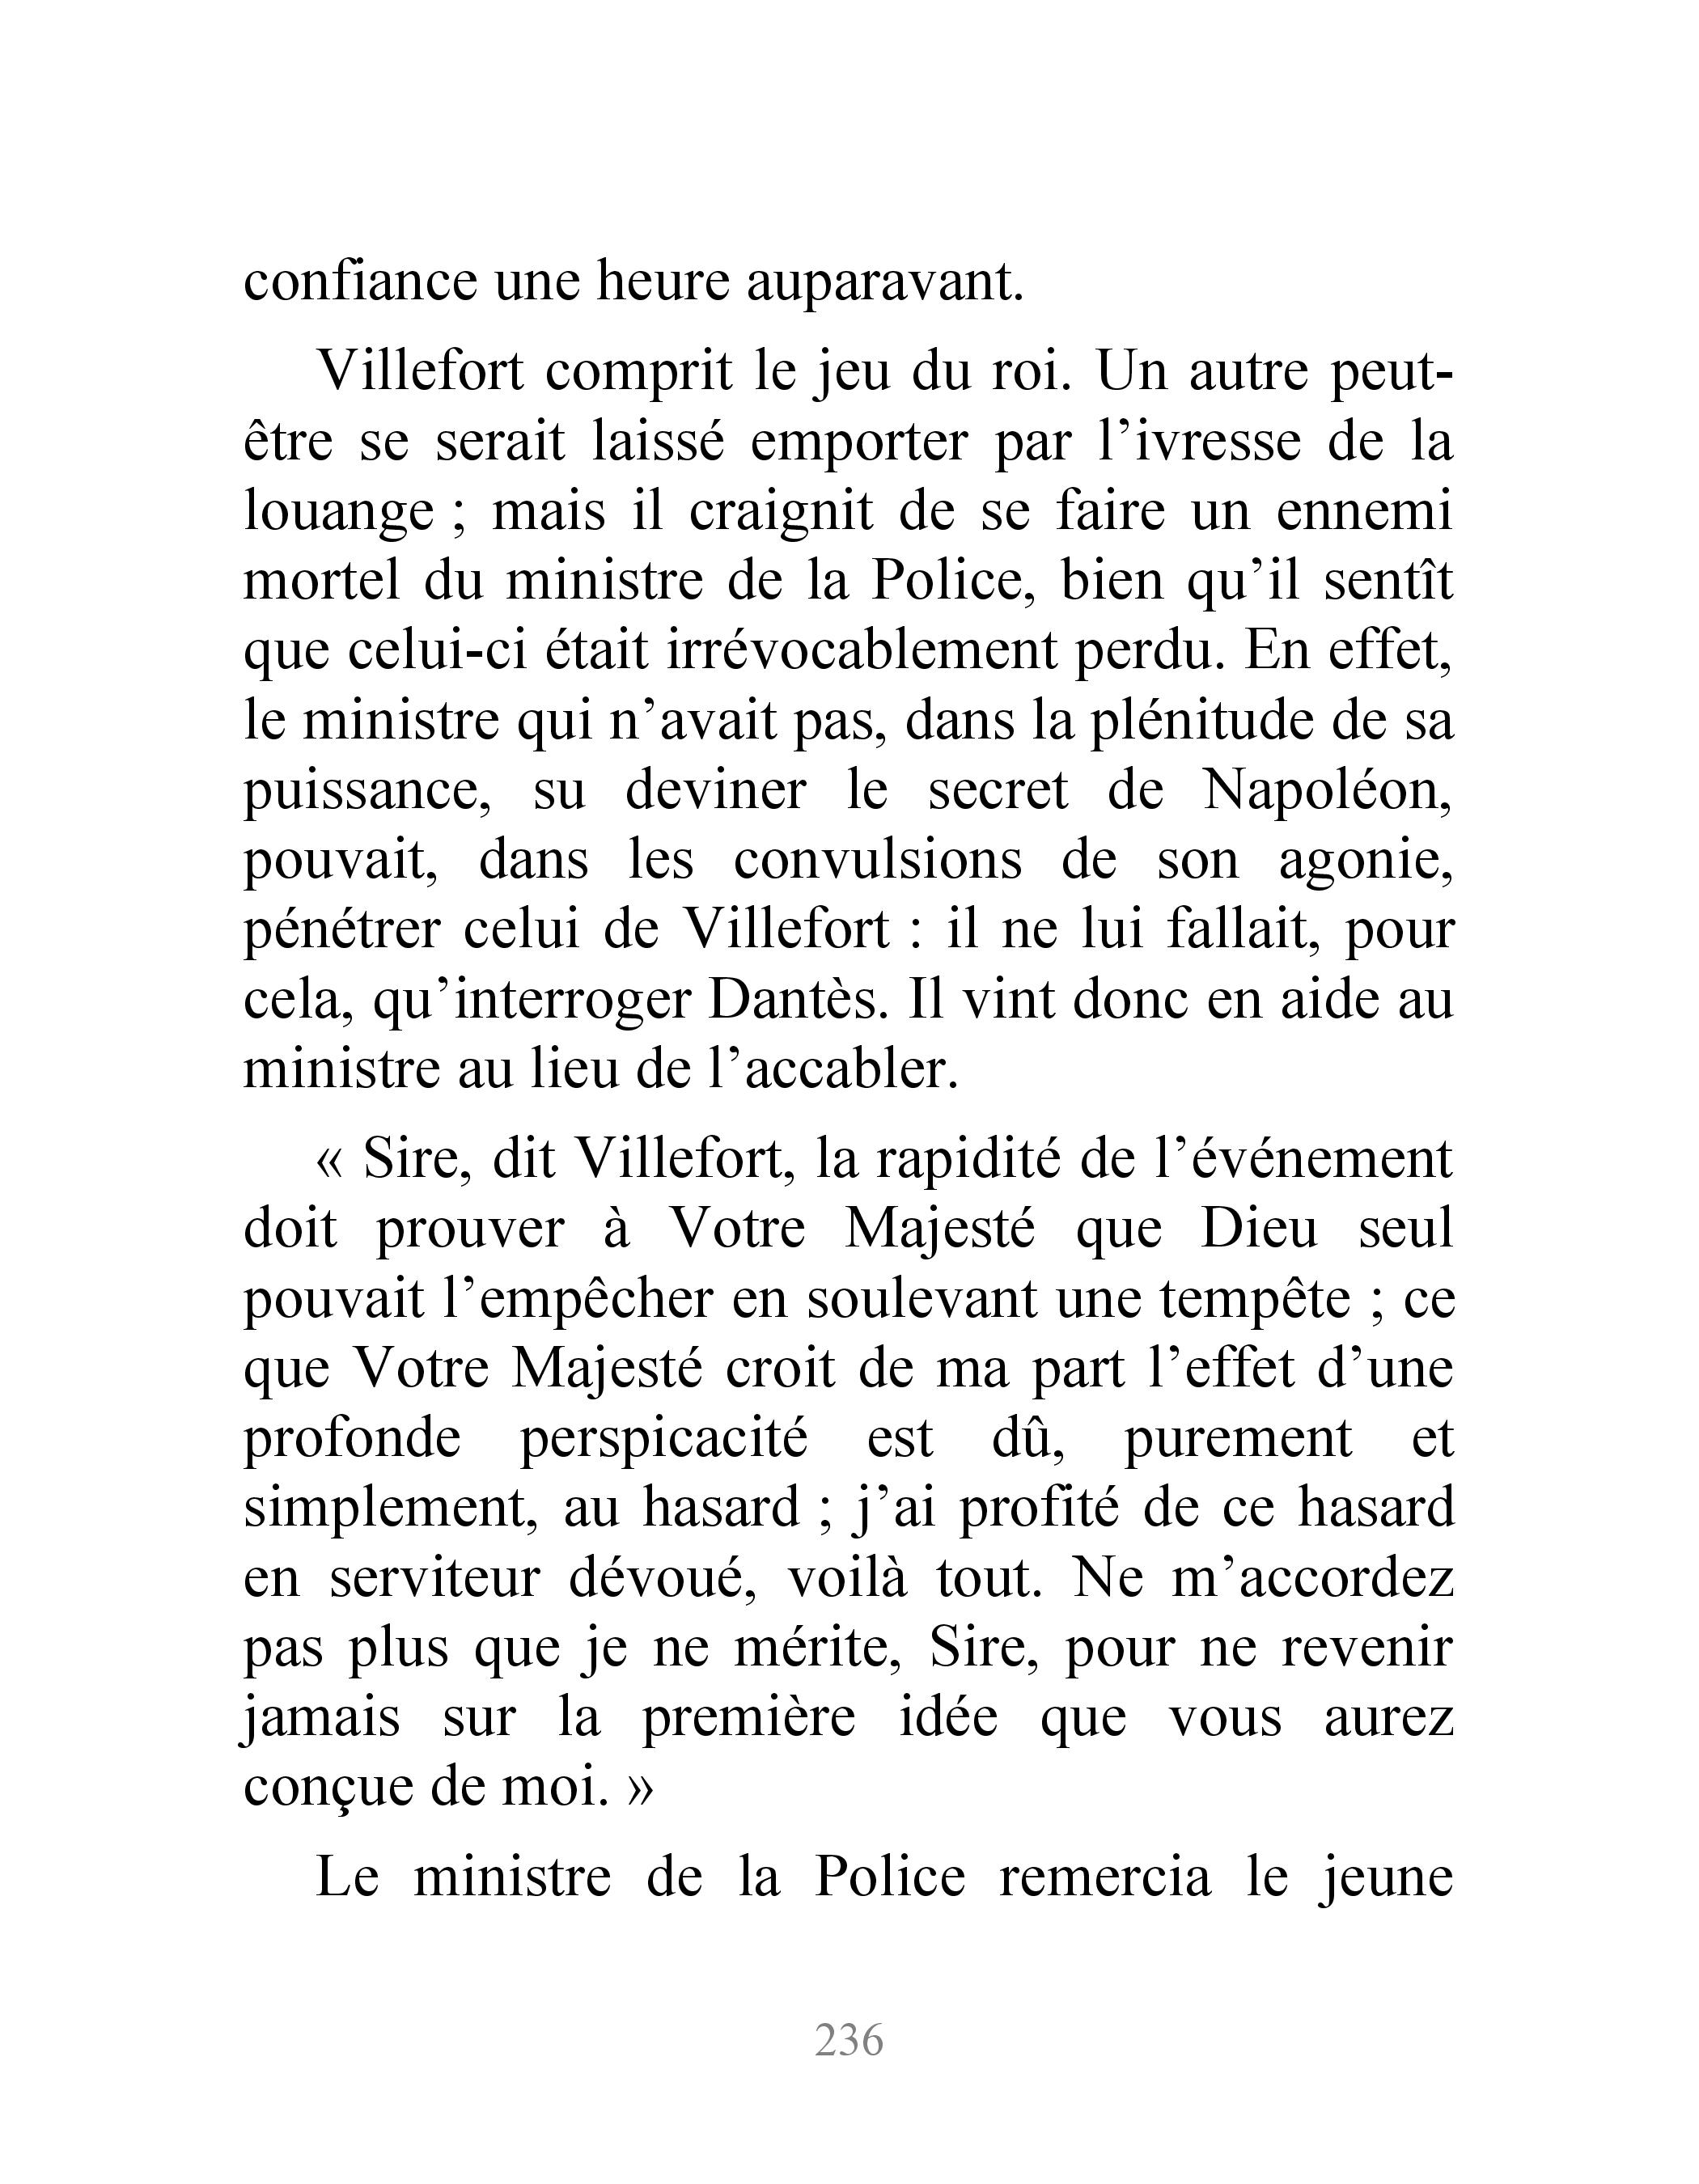 confiance une heure auparavant.
Villefort comprit le jeu du roi. Un autre peut-
être se serait laissé emporter par l’ivresse de la
louange ; mais il craignit de se faire un ennemi
mortel du ministre de la Police, bien qu’il sentît
que celui-ci était irrévocablement perdu. En effet,
le ministre qui n’avait pas, dans la plénitude de sa
puissance, su deviner le secret de Napoléon,
pouvait, dans les convulsions de son agonie,
pénétrer celui de Villefort : il ne lui fallait, pour
cela, qu’interroger Dantès. Il vint donc en aide au
ministre au lieu de l’accabler.
« Sire, dit Villefort, la rapidité de l’événement
doit prouver à Votre Majesté que Dieu seul
pouvait l’empêcher en soulevant une tempête ; ce
que Votre Majesté croit de ma part l’effet d’une
profonde perspicacité est dû, purement et
simplement, au hasard ; j’ai profité de ce hasard
en serviteur dévoué, voilà tout. Ne m’accordez
pas plus que je ne mérite, Sire, pour ne revenir
jamais sur la première idée que vous aurez
conçue de moi. »
Le ministre de la Police remercia le jeune
236